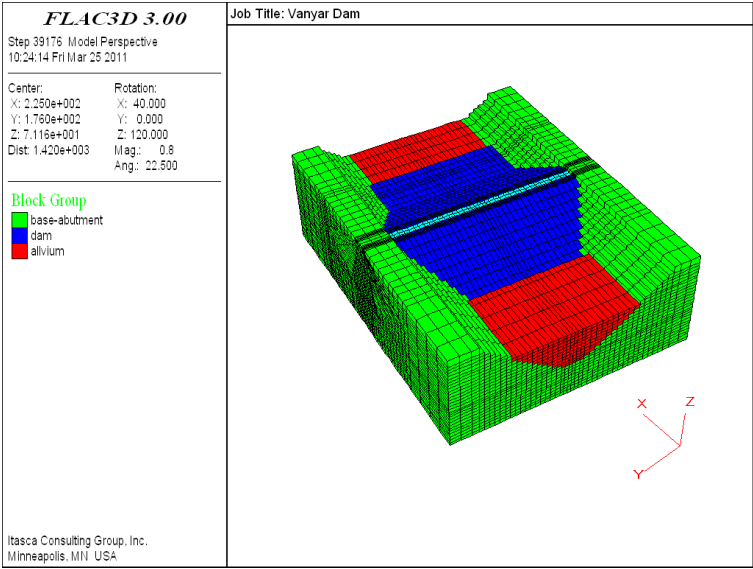 FLAC3D 3.00
Step 39176 Model Perspective
10:24:14 Fri Mar 25 2011
Center:
X: 2.250e+002
Y: 1.760e+002
Z: 7.116e+001
Dist: 1.420e+003
Rotation:
X: 40.000
Y: 0.000
Z: 120.000
Mag.: 0.8
Ang.: 22.500
Block Group
base-abutment
dam
allvium
Itasca Consulting Group, Inc.
Minneapolis, MN USA
Job Title: Vanyar Dam
X
Z
Y